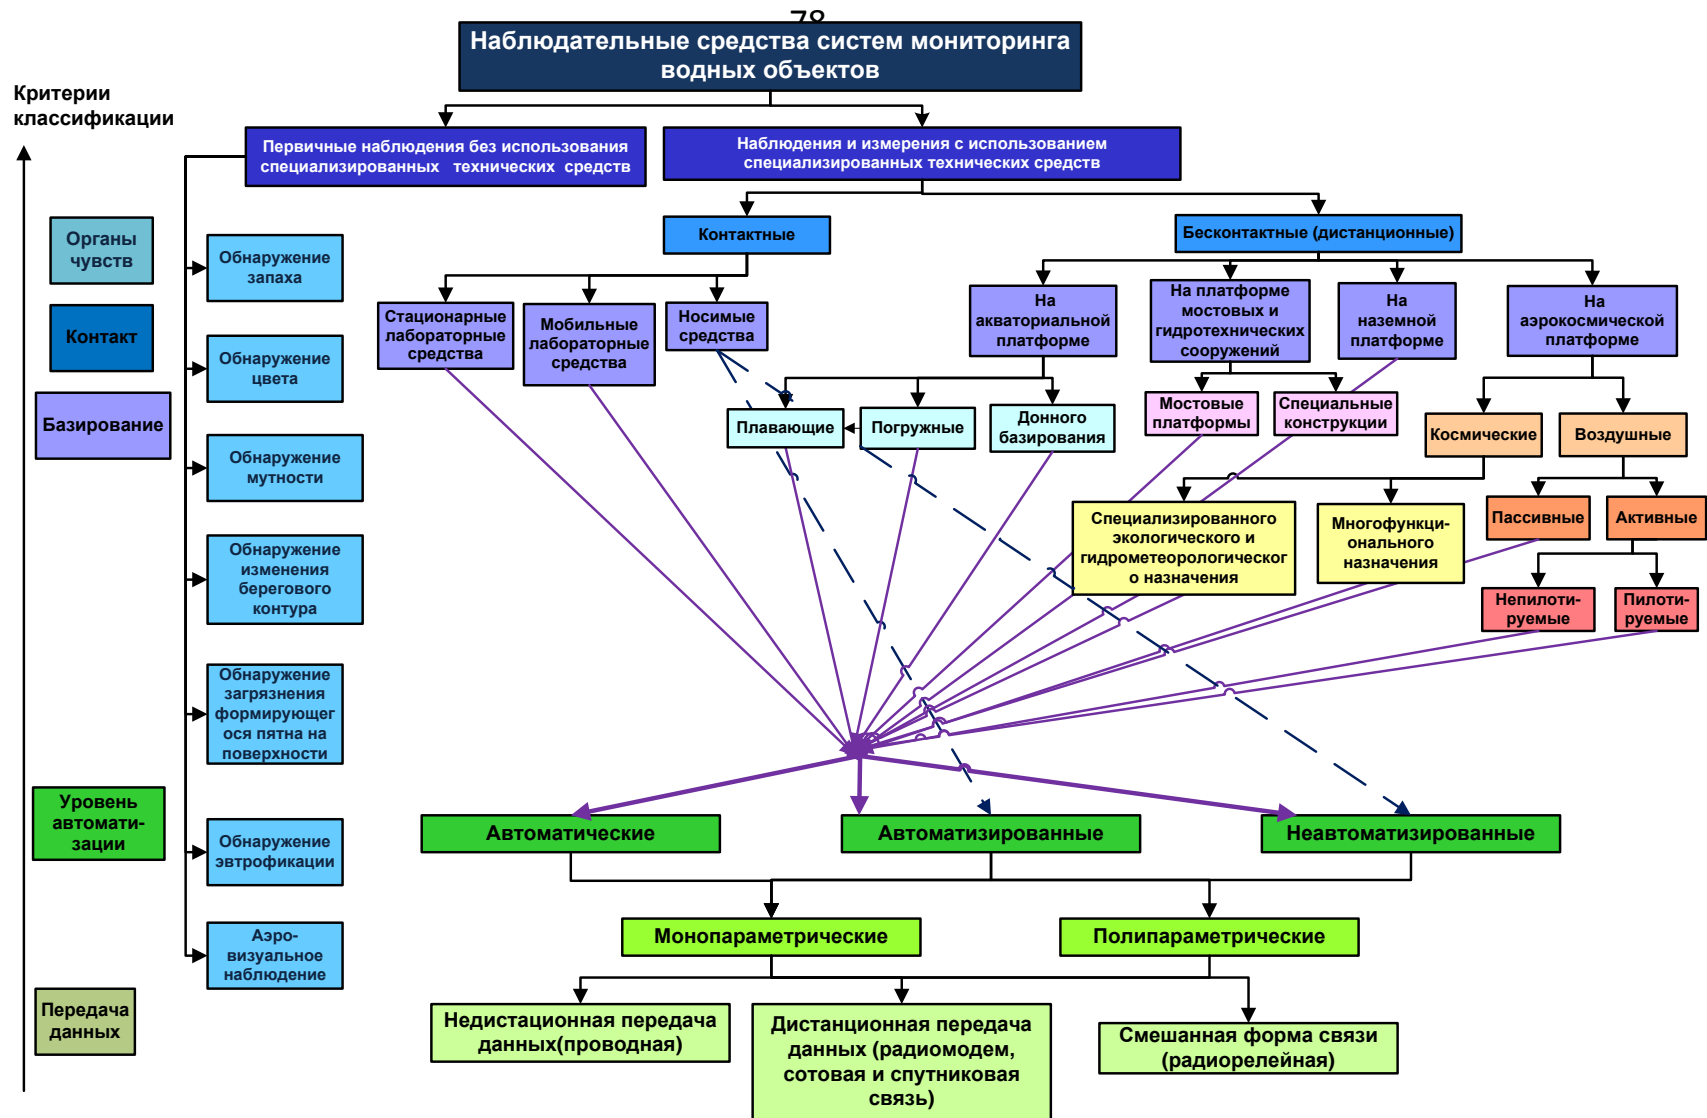 78
Наблюдательные средства систем мониторинга
водных объектов
Критерии
классификации
Первичные наблюдения без использования
специализированных технических средств
Наблюдения и измерения с использованием
специализированных технических средств
Органы
чувств
Контакт
Базирование
Уровень
автомати-
зации
Передача
данных
Обнаружение
запаха
Обнаружение
цвета
Обнаружение
мутности
Обнаружение
изменения
берегового
контура
Обнаружение
загрязнения
формирующег
ося пятна на
поверхности
Обнаружение
эвтрофикации
Аэро-
визуальное
наблюдение
Контактные
Бесконтактные (дистанционные)
Стационарные
лабораторные
средства
Мобильные
лабораторные
средства
Носимые
средства
На
акваториальной
платформе
На платформе
мостовых и
гидротехнических
сооружений
На
наземной
платформе
На
аэрокосмической
платформе
Плавающие
Погружные
Донного
базирования
Мостовые
платформы
Специальные
конструкции
Космические
Воздушные
Специализированного
экологического и
гидрометеорологическог
о назначения
Многофункци-
онального
назначения
Пассивные
Активные
Непилоти-
руемые
Пилоти-
руемые
Автоматические
Автоматизированные
Неавтоматизированные
Монопараметрические
Полипараметрические
Недистационная передача
данных(проводная)
Дистанционная передача
данных (радиомодем,
сотовая и спутниковая
связь)
Смешанная форма связи
(радиорелейная)